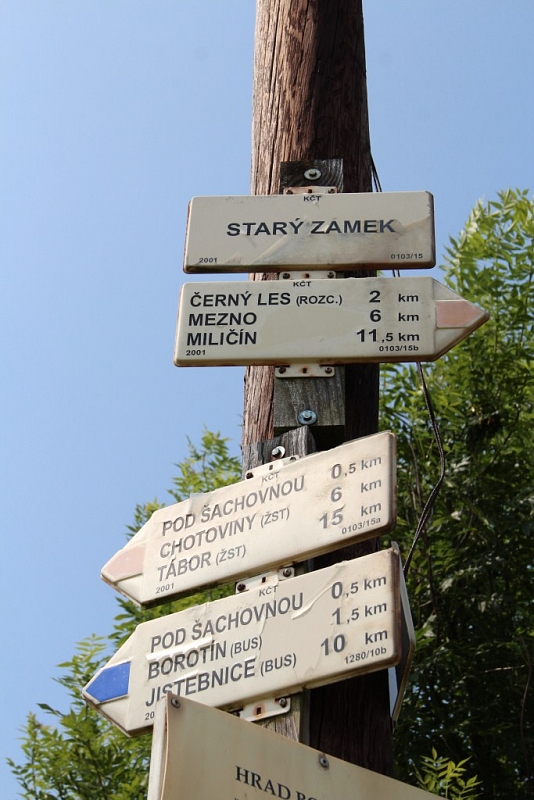 KČT
STARÝ ZÁMEK
2001 0103/15
KČT
ČERNÝ LES (ROZC.) 2 km
MEZNO 6 km
MILIČÍN 11,5 km
2001 0103/15b
KČT
POD ŠACHOVNOU 0,5 km
CHOTOVINY (ŽST) 6 km
TÁBOR (ŽST) 15 km
2001 0103/15a
KČT
POD ŠACHOVNOU 0,5 km
BOROTÍN (BUS) 1,5 km
JISTEBNICE (BUS) 10 km
1280/10b
HRAD